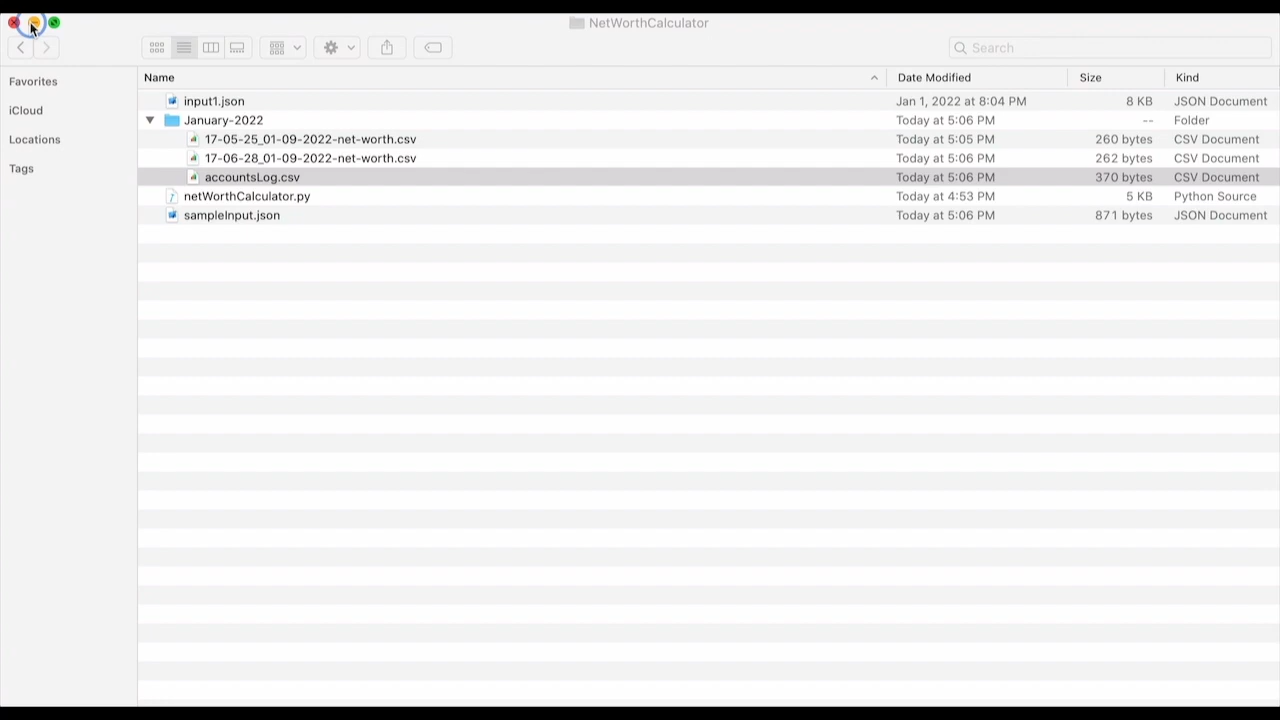 NetWorthCalculator
Search
Favorites
iCloud
Locations
Tags
Name Date Modified Size Kind
input1.json Jan 1, 2022 at 8:04 PM 8 KB JSON Document
January-2022 Today at 5:06 PM -- Folder
17-05-25_01-09-2022-net-worth.csv Today at 5:05 PM 260 bytes CSV Document
17-06-28_01-09-2022-net-worth.csv Today at 5:06 PM 262 bytes CSV Document
accountsLog.csv Today at 5:06 PM 370 bytes CSV Document
netWorthCalculator.py Today at 4:53 PM 5 KB Python Source
sampleInput.json Today at 5:06 PM 871 bytes JSON Document